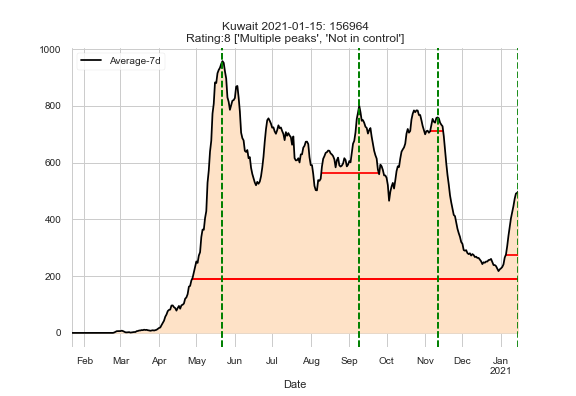 Kuwait 2021-01-15: 156964
Rating:8 ['Multiple peaks', 'Not in control']
Average-7d
1000
800
600
400
200
0
Feb Mar Apr May Jun Jul Aug Sep Oct Nov Dec Jan
2021
Date